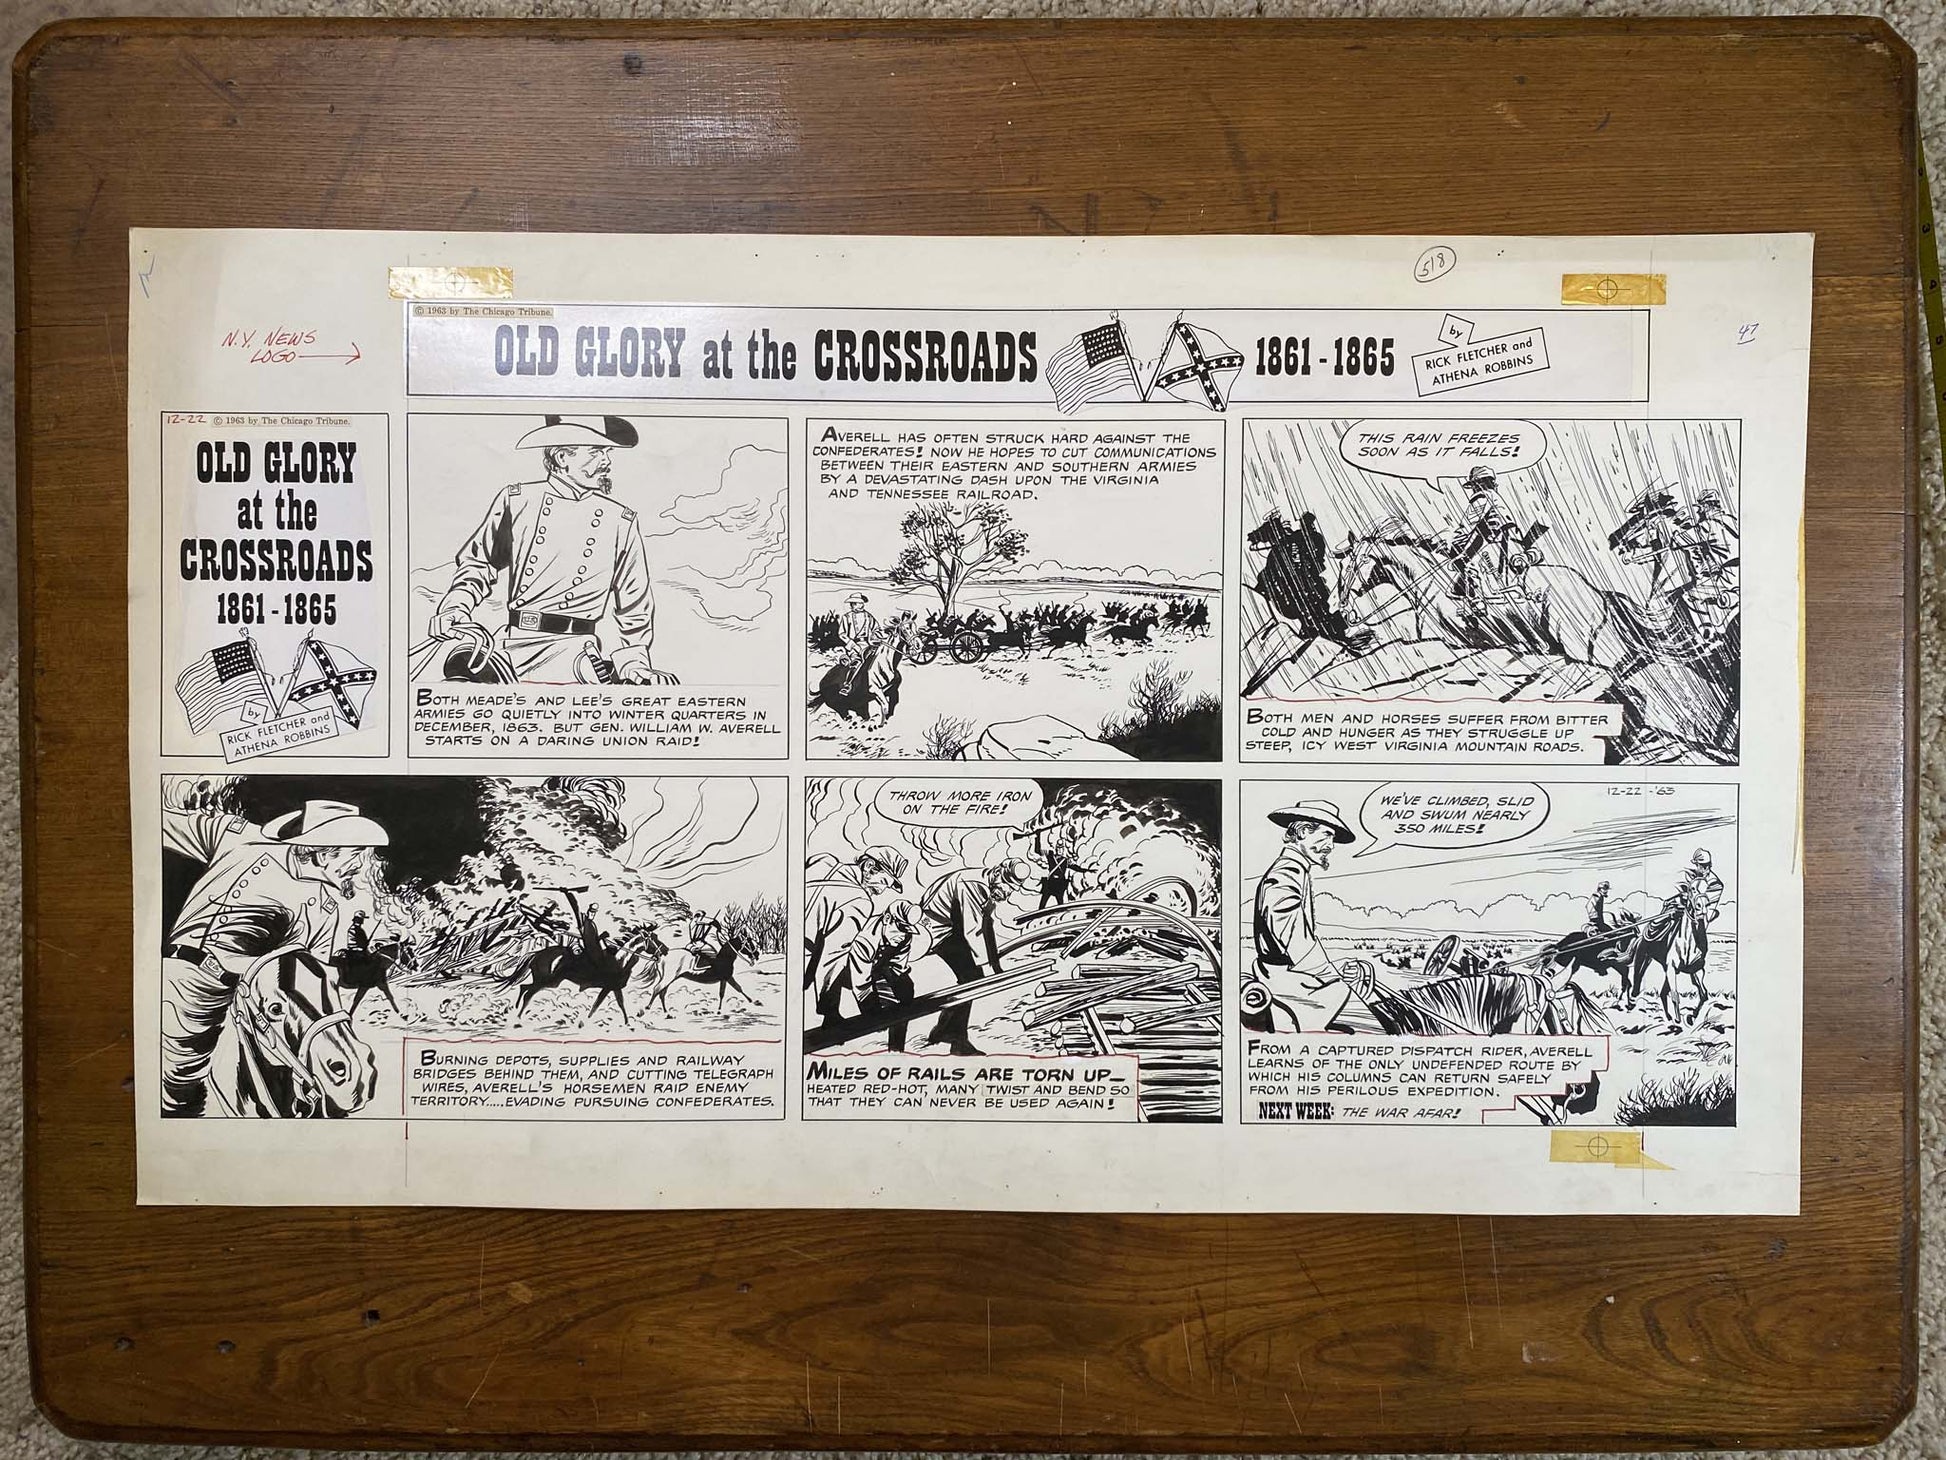 518
N.Y. NEWS
LOGO
© 1963 by The Chicago Tribune.
OLD GLORY at the CROSSROADS 1861-1865
by
RICK FLETCHER and
ATHENA ROBBINS
47
12-22 © 1963 by The Chicago Tribune.
OLD GLORY
at the
CROSSROADS
1861-1865
by
RICK FLETCHER and
ATHENA ROBBINS
BOTH MEADE'S AND LEE'S GREAT EASTERN
ARMIES GO QUIETLY INTO WINTER QUARTERS IN
DECEMBER, 1863. BUT GEN. WILLIAM W. AVERELL
STARTS ON A DARING UNION RAID!
AVERELL HAS OFTEN STRUCK HARD AGAINST THE
CONFEDERATES! NOW HE HOPES TO CUT COMMUNICATIONS
BETWEEN THEIR EASTERN AND SOUTHERN ARMIES
BY A DEVASTATING DASH UPON THE VIRGINIA
AND TENNESSEE RAILROAD.
THIS RAIN FREEZES
SOON AS IT FALLS!
BOTH MEN AND HORSES SUFFER FROM BITTER
COLD AND HUNGER AS THEY STRUGGLE UP
STEEP, ICY WEST VIRGINIA MOUNTAIN ROADS.
BURNING DEPOTS, SUPPLIES AND RAILWAY
BRIDGES BEHIND THEM, AND CUTTING TELEGRAPH
WIRES, AVERELL'S HORSEMEN RAID ENEMY
TERRITORY....EVADING PURSUING CONFEDERATES.
THROW MORE IRON
ON THE FIRE!
MILES OF RAILS ARE TORN UP—
HEATED RED-HOT, MANY TWIST AND BEND SO
THAT THEY CAN NEVER BE USED AGAIN!
WE'VE CLIMBED, SLID
AND SWUM NEARLY
350 MILES!
12-22-'63
FROM A CAPTURED DISPATCH RIDER, AVERELL
LEARNS OF THE ONLY UNDEFENDED ROUTE BY
WHICH HIS COLUMNS CAN RETURN SAFELY
FROM HIS PERILOUS EXPEDITION.
NEXT WEEK: THE WAR AFAR!